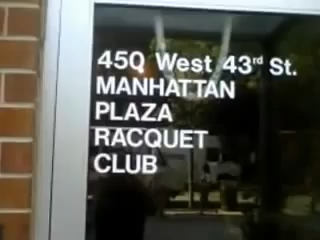 450 West 43rd St.
MANHATTAN
PLAZA
RACQUET
CLUB